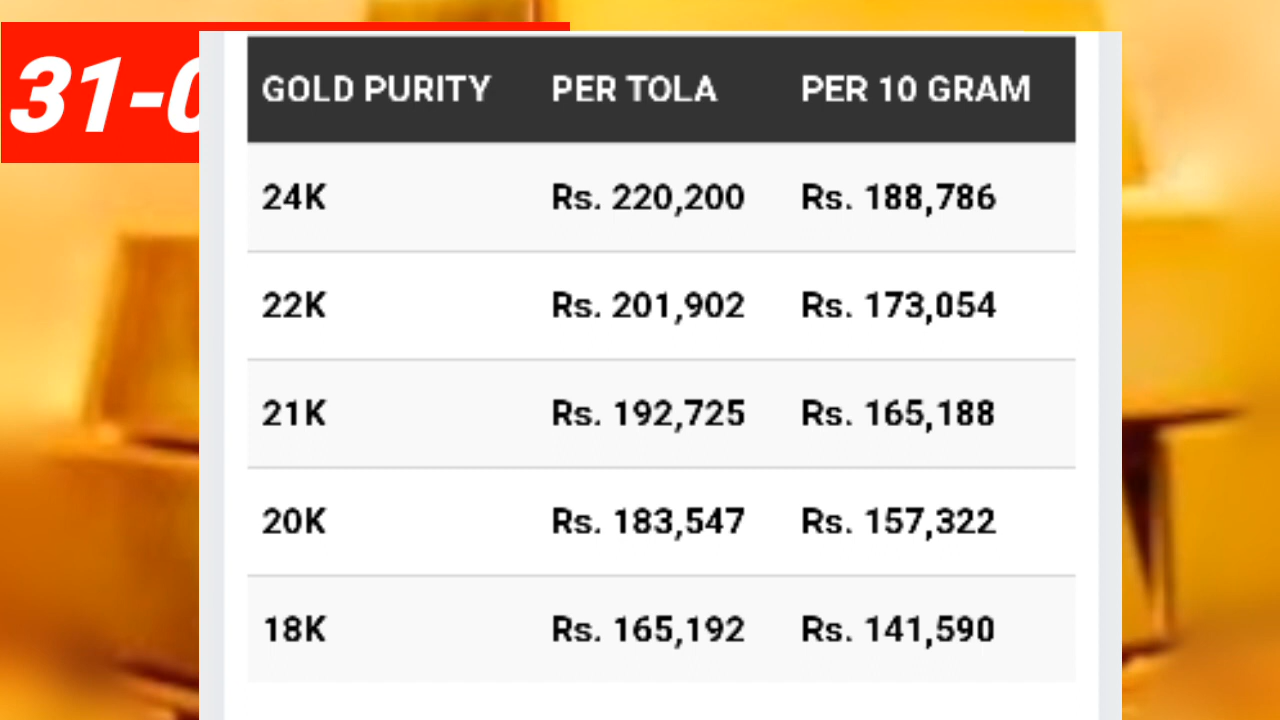 31-0
GOLD PURITY PER TOLA PER 10 GRAM
24K Rs. 220,200 Rs. 188,786
22K Rs. 201,902 Rs. 173,054
21K Rs. 192,725 Rs. 165,188
20K Rs. 183,547 Rs. 157,322
18K Rs. 165,192 Rs. 141,590